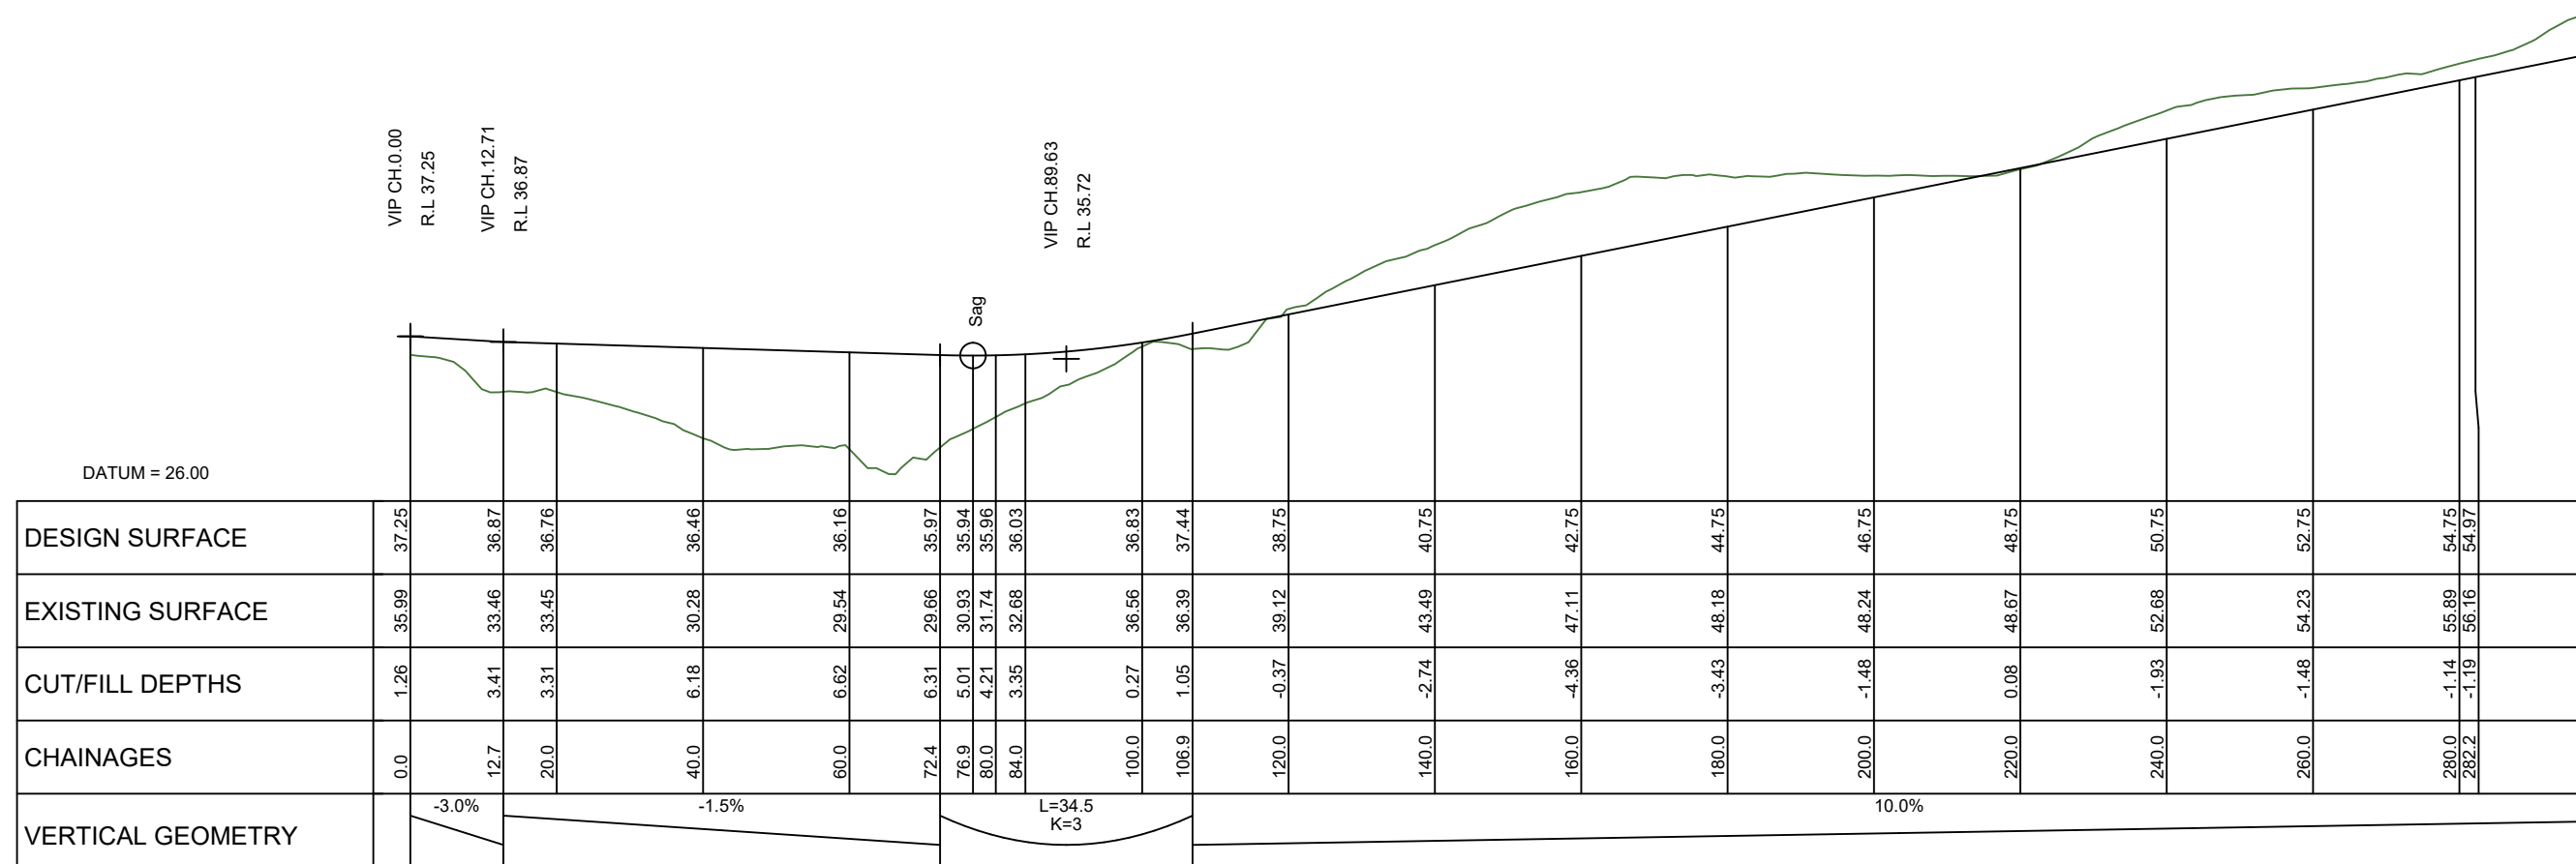 VIP CH.0.00
R.L 37.25
VIP CH.12.71
R.L 36.87
VIP CH.89.63
R.L 35.72
Sag
DATUM = 26.00
DESIGN SURFACE 37.25 36.87 36.76 36.46 36.16 35.97 35.94 35.96 36.03 36.83 37.44 38.75 40.75 42.75 44.75 46.75 48.75 50.75 52.75 54.75 54.97
EXISTING SURFACE 35.99 33.46 33.45 30.28 29.54 29.66 30.93 31.74 32.68 36.56 36.39 39.12 43.49 47.11 48.18 48.24 48.67 52.68 54.23 55.89 56.16
CUT/FILL DEPTHS 1.26 3.41 3.31 6.18 6.62 6.31 5.01 4.21 3.35 0.27 1.05 -0.37 -2.74 -4.36 -3.43 -1.48 0.08 -1.93 -1.48 -1.14 -1.19
CHAINAGES 0.0 12.7 20.0 40.0 60.0 72.4 76.9 80.0 84.0 100.0 106.9 120.0 140.0 160.0 180.0 200.0 220.0 240.0 260.0 280.0 282.2
-3.0% -1.5% L=34.5 10.0%
K=3
VERTICAL GEOMETRY